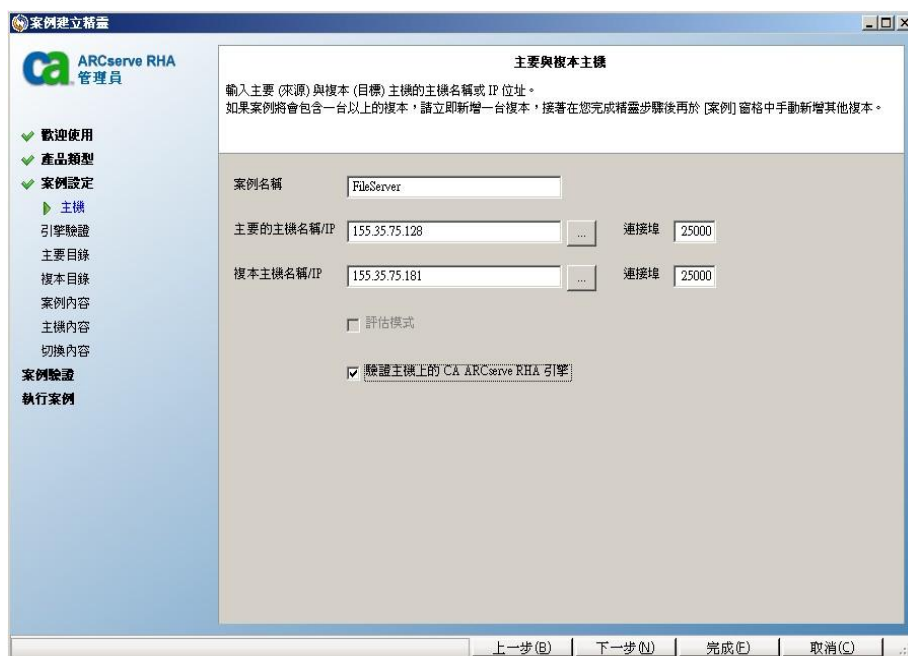 案例建立精靈
ca
ARCserve RHA
管理員
歡迎使用
產品類型
案例設定
主機
引擎驗證
主要目錄
複本目錄
案例內容
主機內容
切換內容
案例驗證
執行案例
主要與複本主機
輸入主要 (來源) 與複本 (目標) 主機的主機名稱或 IP 位址。
如果案例將會包含一台以上的複本，請立即新增一台複本，接著在您完成精靈步驟後再於 [案例] 窗格中手動新增其他複本。
案例名稱 FileServer
主要的主機名稱/IP 155.35.75.128 ... 連接埠 25000
複本主機名稱/IP 155.35.75.181 ... 連接埠 25000
評估模式
驗證主機上的 CA ARCserve RHA 引擎
上一步(B) 下一步(N) 完成(F) 取消(C)